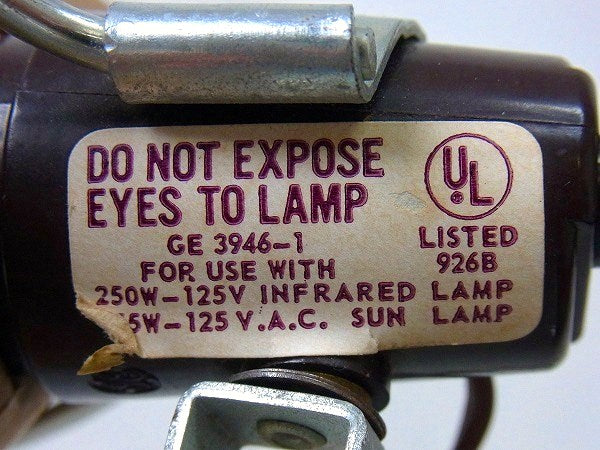 DO NOT EXPOSE
EYES TO LAMP
GE 3946-1
FOR USE WITH
250W-125V INFRARED LAMP
5W-125 V.A.C. SUN LAMP
UL
®
LISTED
926B